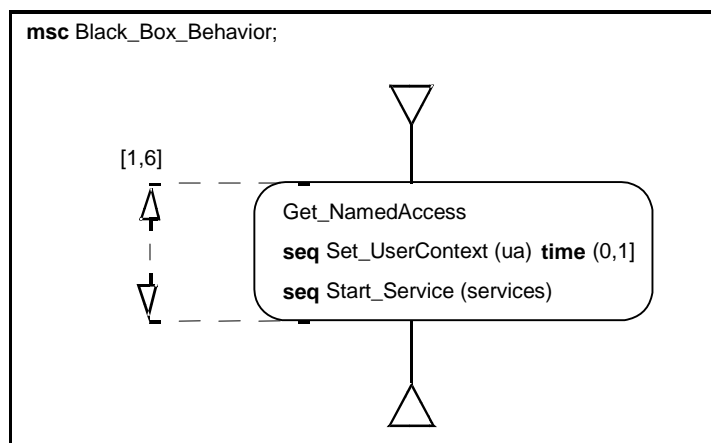 msc Black_Box_Behavior;
[1,6]
Get_NamedAccess
seq Set_UserContext (ua) time (0,1]
seq Start_Service (services)